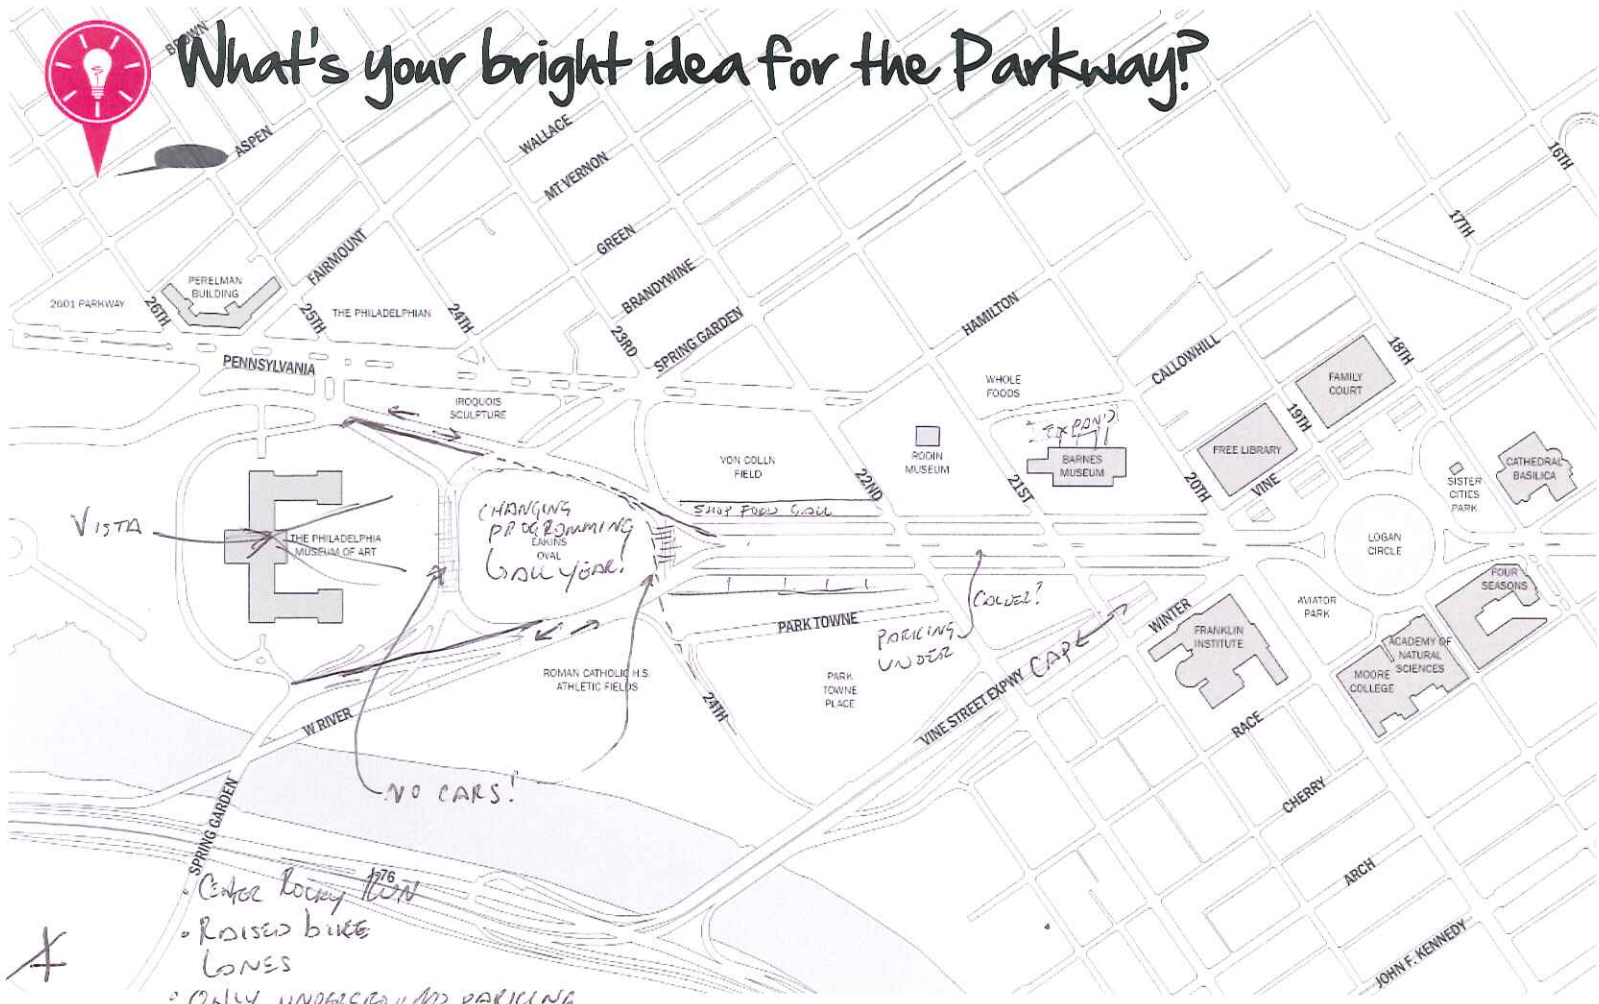 What's your bright idea for the Parkway?
BROWN
ASPEN
WALLACE
MT VERNON
GREEN
BRANDYWINE
SPRING GARDEN
FAIRMOUNT
PERELMAN
BUILDING
2601 PARKWAY
26TH
25TH
THE PHILADELPHIAN
24TH
23RD
PENNSYLVANIA
IROQUOIS
SCULPTURE
HAMILTON
CALLOWHILL
16TH
17TH
18TH
19TH
WHOLE
FOODS
FAMILY
COURT
EXPAND
BARNES
MUSEUM
RODIN
MUSEUM
VON COLLN
FIELD
22ND
21ST
20TH
FREE LIBRARY
VINE
SISTER
CITIES
PARK
CATHEDRAL
BASILICA
LOGAN
CIRCLE
FOUR
SEASONS
AVIATOR
PARK
VISTA
THE PHILADELPHIA
MUSEUM OF ART
CHANGING
PROGRAMMING
EAKINS
OVAL
ALL YEAR!
PARK TOWNE
PARKING
UNDER
WINTER
FRANKLIN
INSTITUTE
ACADEMY OF
NATURAL
SCIENCES
MOORE
COLLEGE
ROMAN CATHOLIC H.S.
ATHLETIC FIELDS
PARK
TOWNE
PLACE
24TH
VINE STREET EXPWY
CAP
RACE
W RIVER
NO CARS!
CHERRY
SPRING GARDEN
ARCH
I-76
JOHN F. KENNEDY
• CENTER ROCKY RUN
• RAISED BIKE
LANES
• ONLY UNDERGROUND PARKING